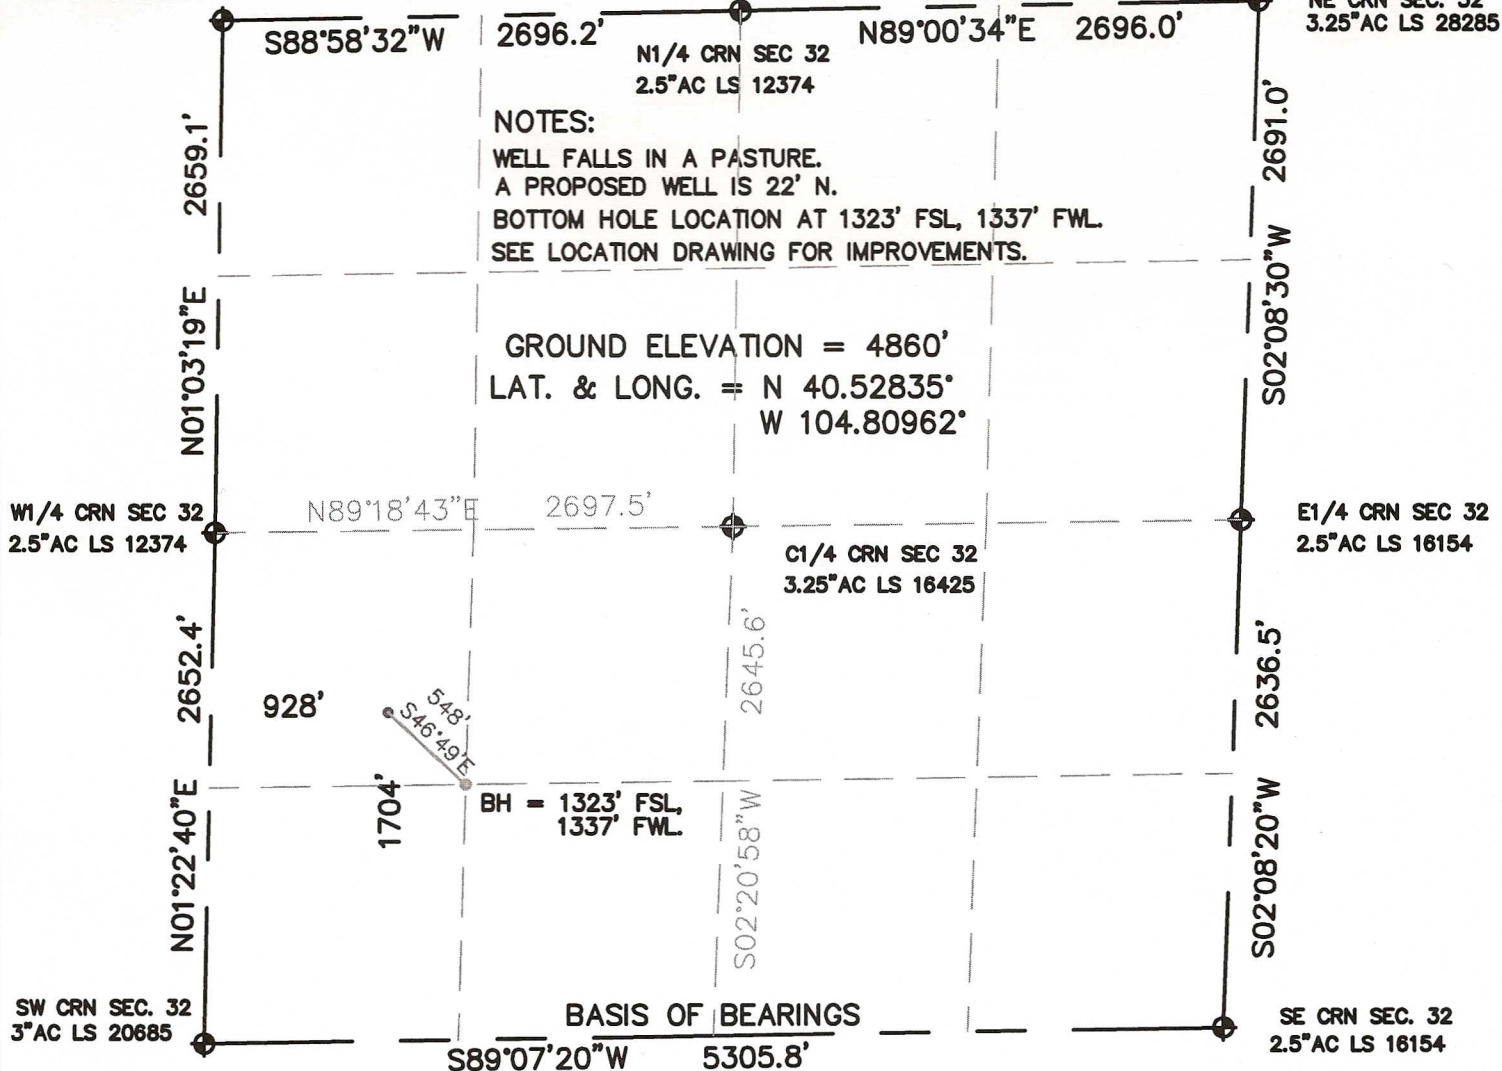 NE CRN SEC. 32
3.25"AC LS 28285
S88°58'32"W 2696.2'
N89°00'34"E 2696.0'
N1/4 CRN SEC 32
2.5"AC LS 12374
2659.1'
2691.0'
NOTES:
WELL FALLS IN A PASTURE.
A PROPOSED WELL IS 22' N.
BOTTOM HOLE LOCATION AT 1323' FSL, 1337' FWL.
SEE LOCATION DRAWING FOR IMPROVEMENTS.
N01°03'19"E
S02°08'30"W
GROUND ELEVATION = 4860'
LAT. & LONG. = N 40.52835°
W 104.80962°
W1/4 CRN SEC 32
2.5"AC LS 12374
N89°18'43"E 2697.5'
C1/4 CRN SEC 32
3.25"AC LS 16425
E1/4 CRN SEC 32
2.5"AC LS 16154
2652.4'
928'
548'
S46°49'E
2645.6'
2636.5'
N01°22'40"E
1704'
BH = 1323' FSL,
1337' FWL.
S02°20'58"W
S02°08'20"W
SW CRN SEC. 32
3"AC LS 20685
BASIS OF BEARINGS
S89°07'20"W 5305.8'
SE CRN SEC. 32
2.5"AC LS 16154